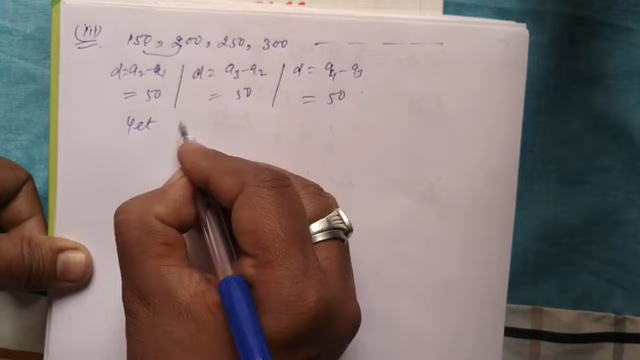 (iii) 150, 200, 250, 300 ─ ─ ─ ─ ─
d=a2-a1 | d= a3-a2 | d= a4-a3
= 50 | = 50 | = 50
Yet